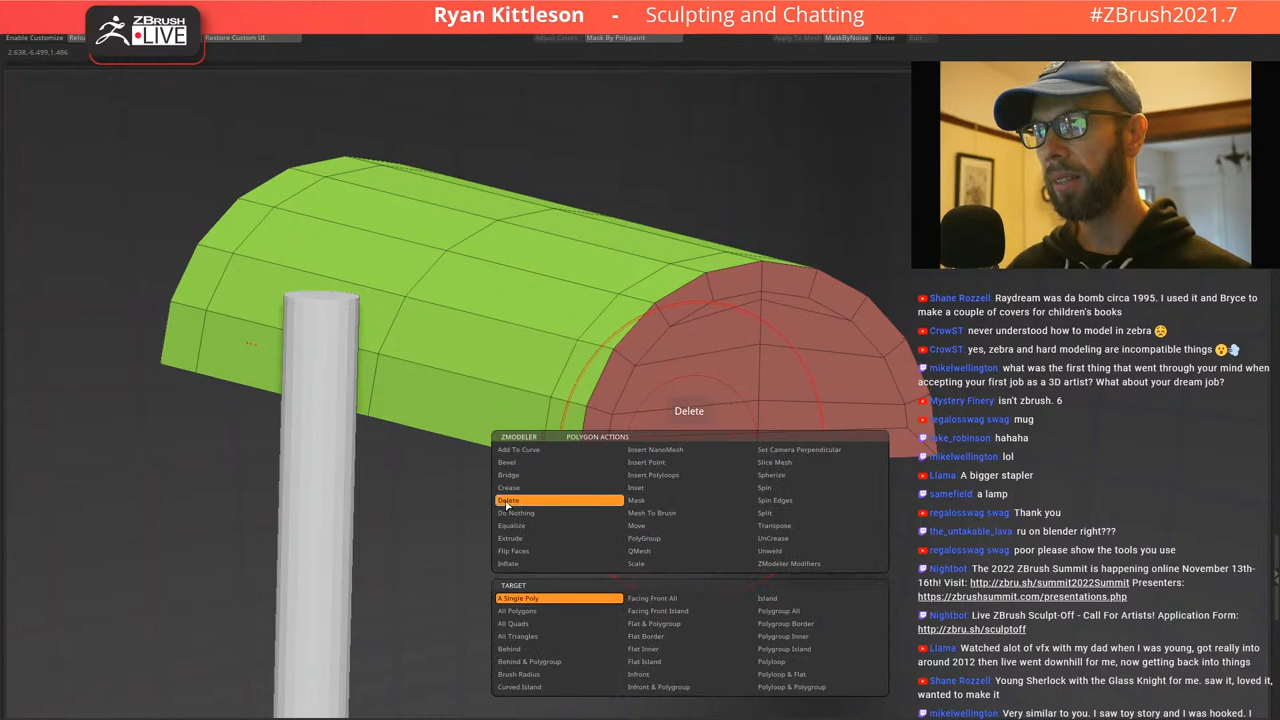 Ryan Kittleson - Sculpting and Chatting #ZBrush2021.7
ZBRUSH
LIVE
Enable Customize Reloa Restore Custom UI Adjust Colors Mask By Polypaint Apply To Mesh MaskByNoise Noise Edit
2.638,-6.499,1.486
Delete
ZMODELER POLYGON ACTIONS
Add To Curve Insert NanoMesh Set Camera Perpendicular
Bevel Insert Point Slice Mesh
Bridge Insert Polyloops Spherize
Crease Inset Spin
Delete Mask Spin Edges
Do Nothing Mesh To Brush Split
Equalize Move Transpose
Extrude PolyGroup UnCrease
Flip Faces QMesh Unweld
Inflate Scale ZModeler Modifiers
TARGET
A Single Poly Facing Front All Island
All Polygons Facing Front Island Polygroup All
All Quads Flat & Polygroup Polygroup Border
All Triangles Flat Border Polygroup Inner
Behind Flat Inner Polygroup Island
Behind & Polygroup Flat Island Polyloop
Brush Radius Infront Polyloop & Flat
Curved Island Infront & Polygroup Polyloop & Polygroup
Shane Rozzell Raydream was da bomb circa 1995. I used it and Bryce to
make a couple of covers for children's books
CrowST never understood how to model in zebra
CrowST yes, zebra and hard modeling are incompatible things
mikelwellington what was the first thing that went through your mind when
accepting your first job as a 3D artist? What about your dream job?
Mystery Finery isn't zbrush. 6
regalosswag swag mug
jake_robinson hahaha
mikelwellington lol
Llama A bigger stapler
samefield a lamp
regalosswag swag Thank you
the_untakable_lava ru on blender right???
regalosswag swag poor please show the tools you use
Nightbot The 2022 ZBrush Summit is happening online November 13th-
16th! Visit: http://zbru.sh/summit2022Summit Presenters:
https://zbrushsummit.com/presentations.php
Nightbot Live ZBrush Sculpt-Off - Call For Artists! Application Form:
http://zbru.sh/sculptoff
Llama Watched alot of vfx with my dad when I was young, got really into
around 2012 then live went downhill for me, now getting back into things
Shane Rozzell Young Sherlock with the Glass Knight for me. saw it, loved it,
wanted to make it
mikelwellington Very similar to you. I saw toy story and I was hooked. I